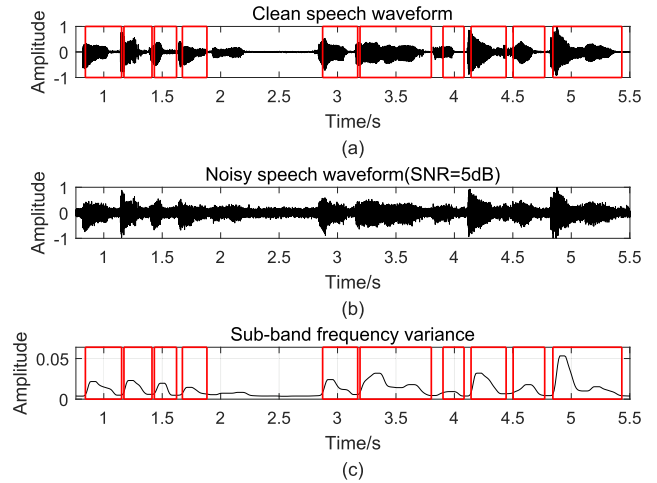 Clean speech waveform
Amplitude
1
0
-1
1 1.5 2 2.5 3 3.5 4 4.5 5 5.5
Time/s
(a)
Noisy speech waveform(SNR=5dB)
Amplitude
1
0
-1
1 1.5 2 2.5 3 3.5 4 4.5 5 5.5
Time/s
(b)
Sub-band frequency variance
Amplitude
0.05
0
1 1.5 2 2.5 3 3.5 4 4.5 5 5.5
Time/s
(c)